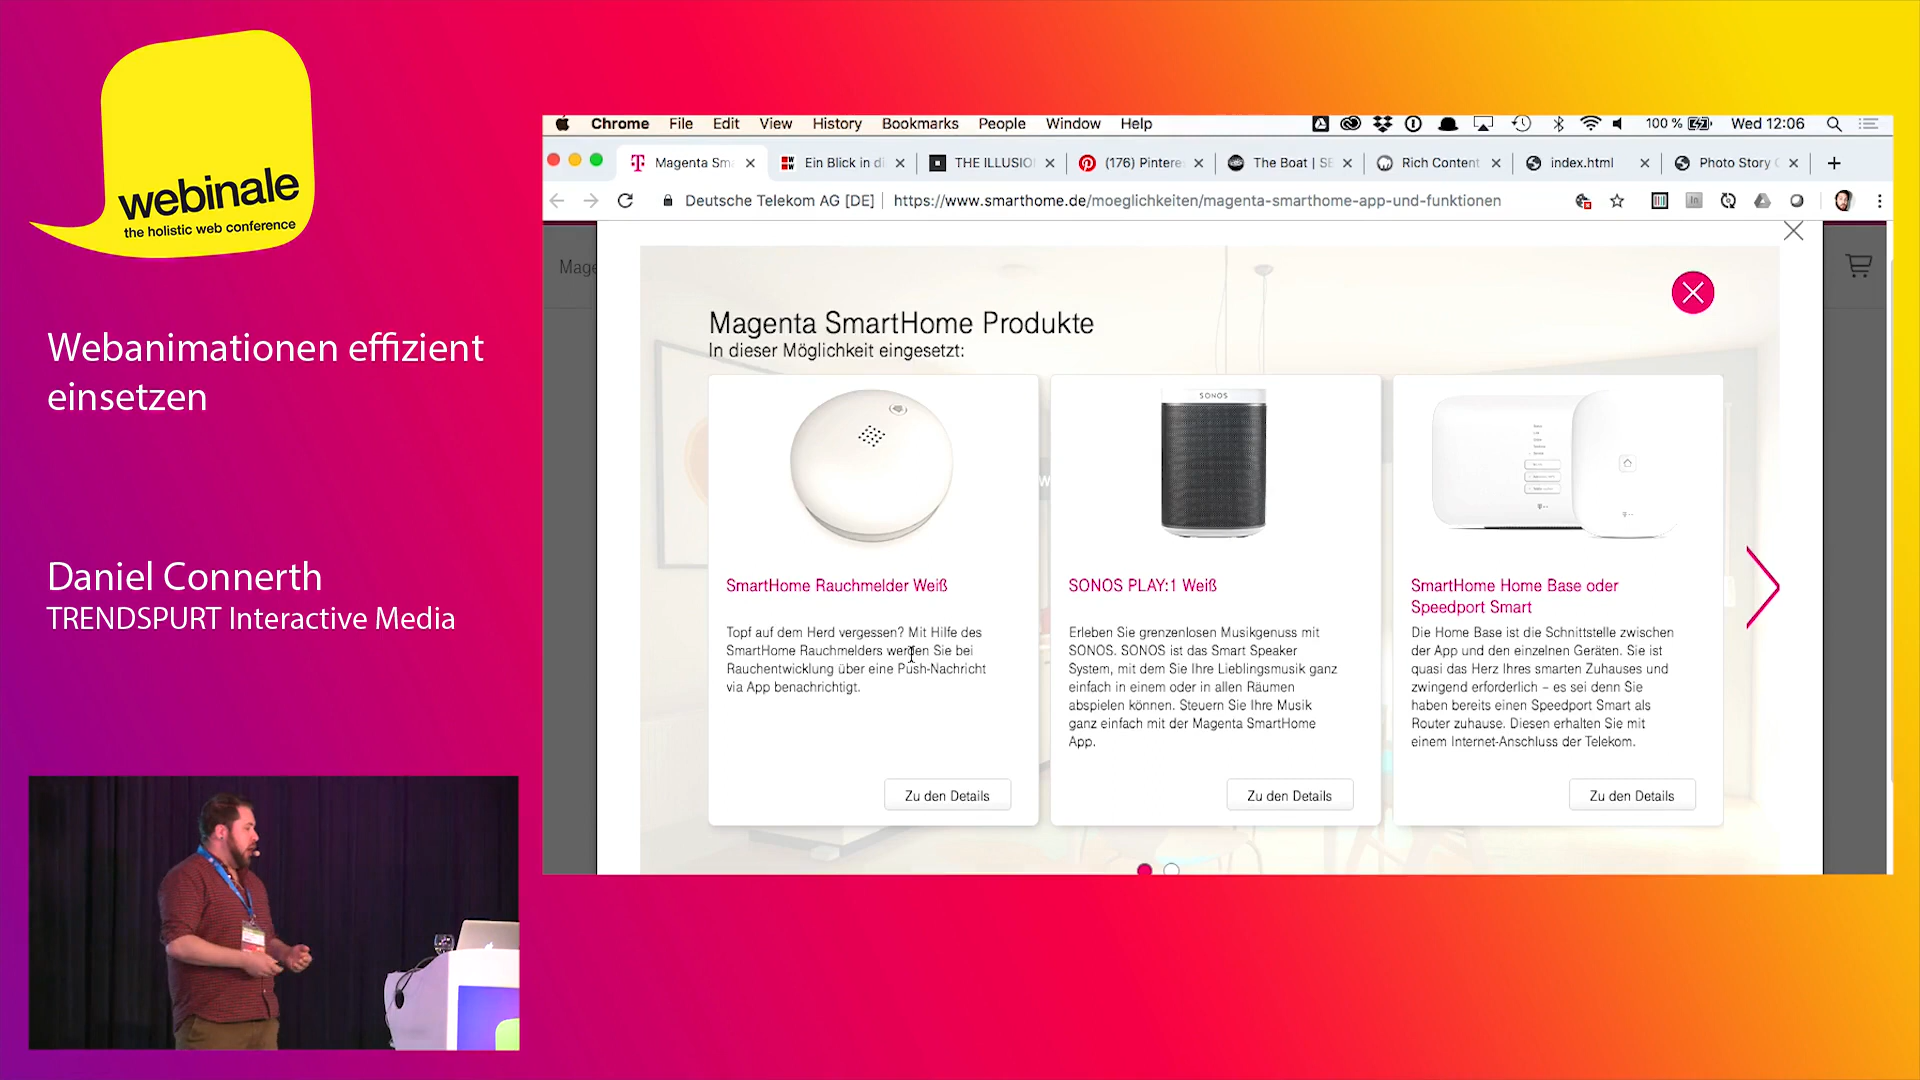 webinale
the holistic web conference
Webanimationen effizient
einsetzen
Daniel Connerth
TRENDSPURT Interactive Media
Chrome File Edit View History Bookmarks People Window Help 100 % Wed 12:06
Magenta Sm Ein Blick in di THE ILLUSIO (176) Pintere The Boat | SB Rich Content index.html Photo Story
Deutsche Telekom AG [DE] https://www.smarthome.de/moeglichkeiten/magenta-smarthome-app-und-funktionen
Mage
Magenta SmartHome Produkte
In dieser Möglichkeit eingesetzt:
SONOS
SmartHome Rauchmelder Weiß
Topf auf dem Herd vergessen? Mit Hilfe des
SmartHome Rauchmelders werden Sie bei
Rauchentwicklung über eine Push-Nachricht
via App benachrichtigt.
Zu den Details
SONOS PLAY:1 Weiß
Erleben Sie grenzenlosen Musikgenuss mit
SONOS. SONOS ist das Smart Speaker
System, mit dem Sie Ihre Lieblingsmusik ganz
einfach in einem oder in allen Räumen
abspielen können. Steuern Sie Ihre Musik
ganz einfach mit der Magenta SmartHome
App.
Zu den Details
SmartHome Home Base oder
Speedport Smart
Die Home Base ist die Schnittstelle zwischen
der App und den einzelnen Geräten. Sie ist
quasi das Herz Ihres smarten Zuhauses und
zwingend erforderlich – es sei denn Sie
haben bereits einen Speedport Smart als
Router zuhause. Diesen erhalten Sie mit
einem Internet-Anschluss der Telekom.
Zu den Details